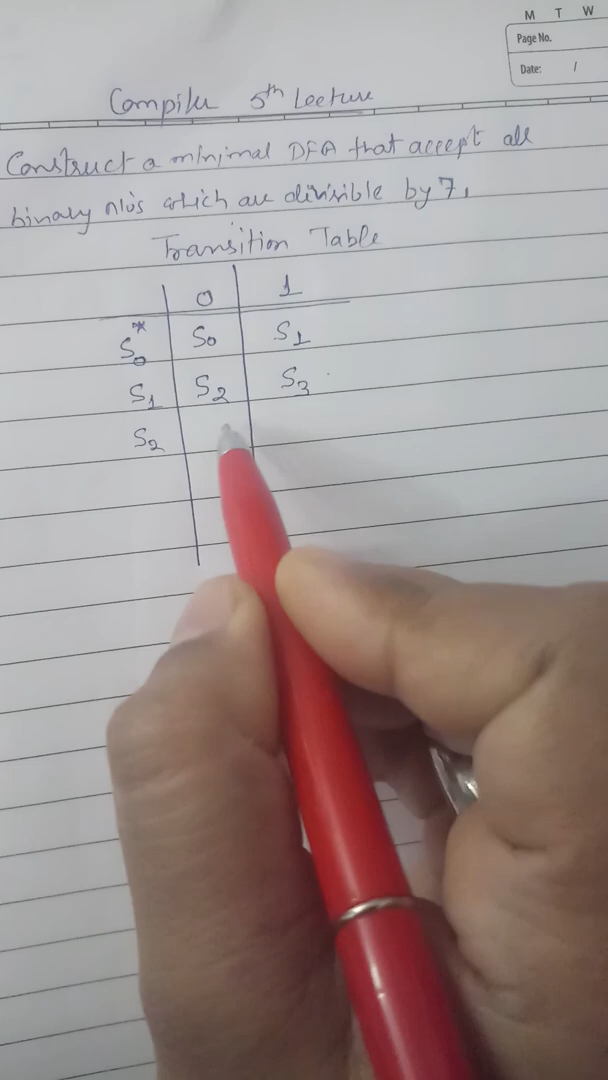 M T W
Page No.
Date: /
Compiler 5th Lecture
Construct a minimal DFA that accept all
binary n/os which are divisible by 7.
Transition Table
0 1
S0* S0 S1
S1 S2 S3
S2